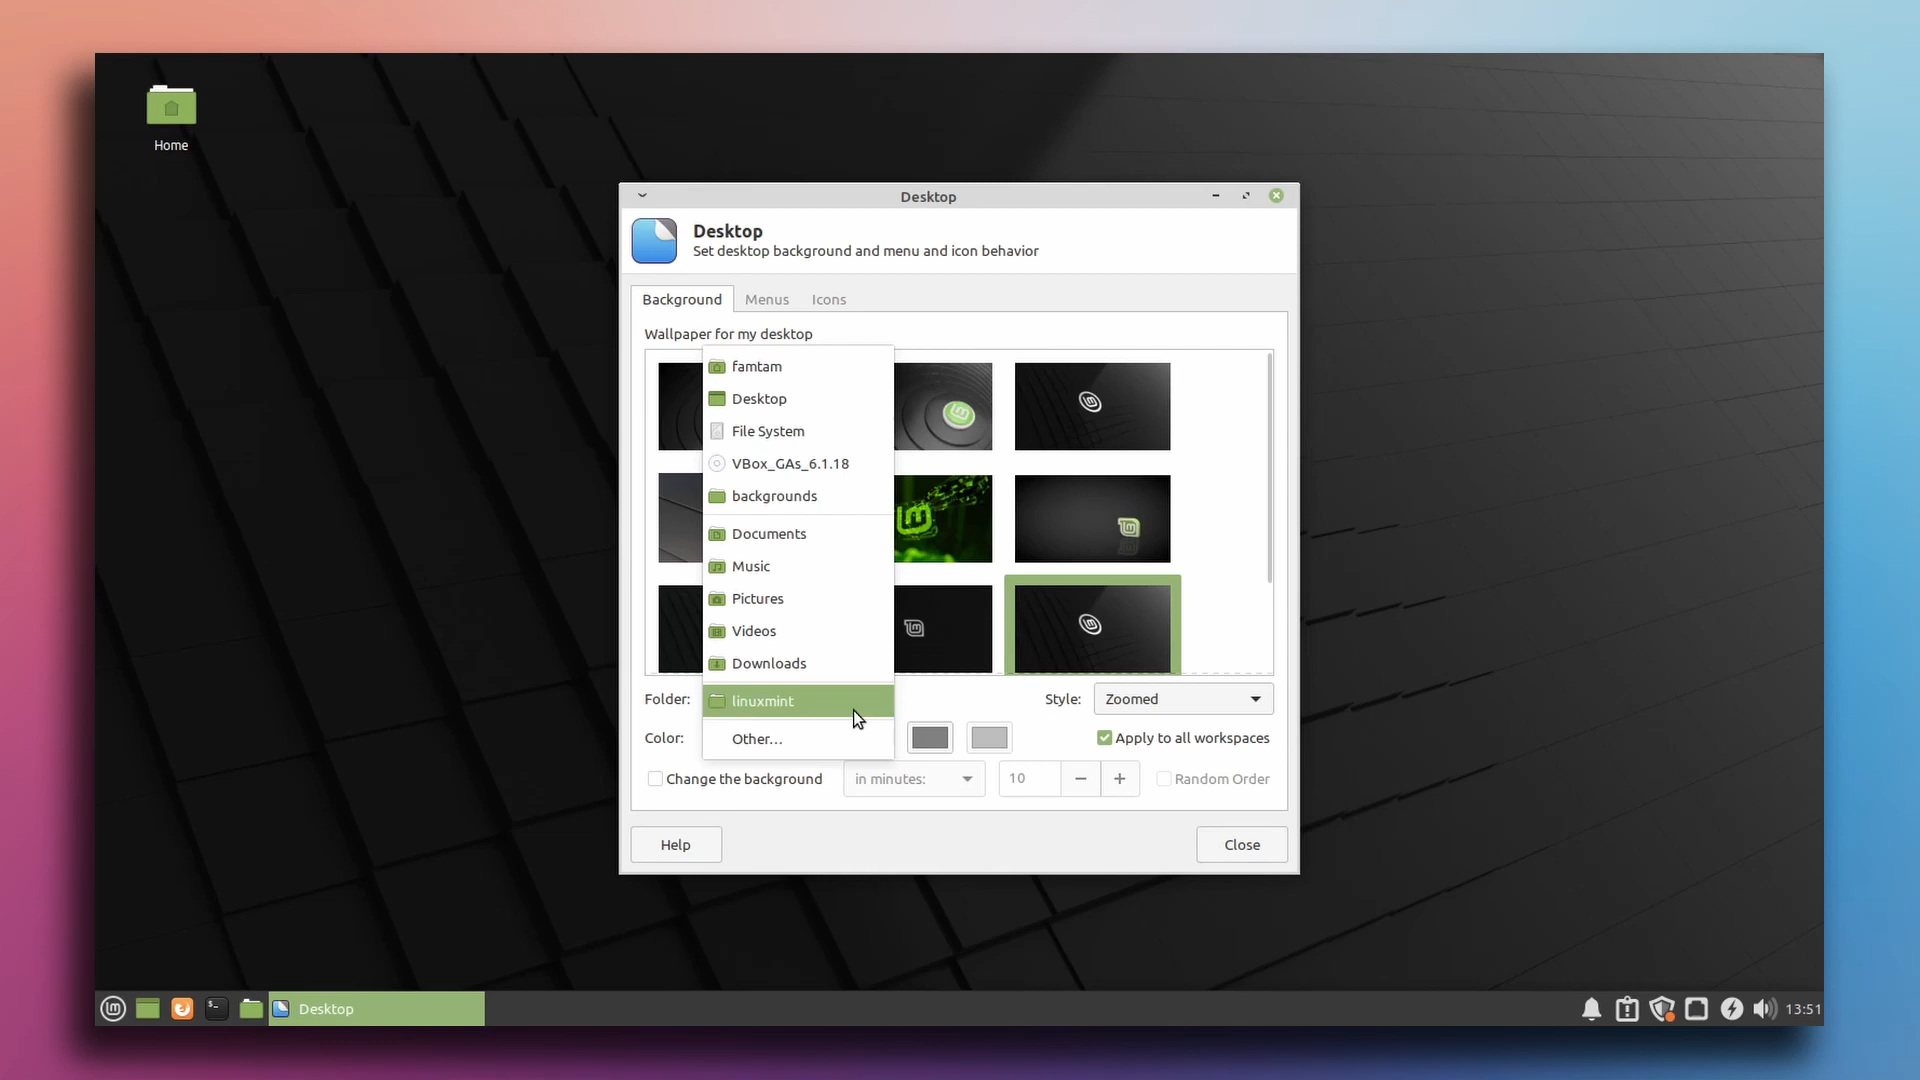 Home
Desktop
Desktop
Set desktop background and menu and icon behavior
Background Menus Icons
Wallpaper for my desktop
famtam
Desktop
File System
VBox_GAs_6.1.18
backgrounds
Documents
Music
Pictures
Videos
Downloads
Folder: linuxmint Style: Zoomed
Color: Other... Apply to all workspaces
Change the background in minutes: 10 − + Random Order
Help Close
Desktop 13:51